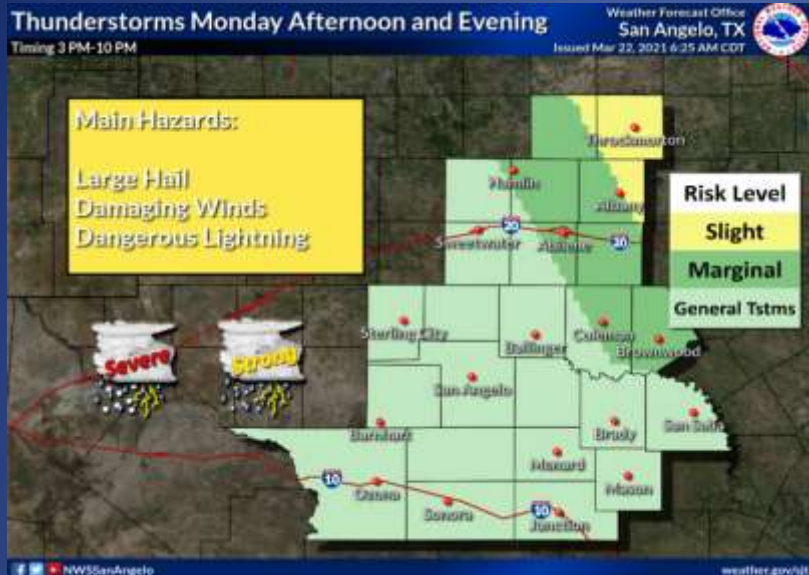 Thunderstorms Monday Afternoon and Evening
Timing 3 PM-10 PM
Weather Forecast Office
San Angelo, TX
Issued Mar 22, 2021 6:25 AM CDT
Main Hazards:
Large Hail
Damaging Winds
Dangerous Lightning
Throckmorton
Hamlin
Albany
Sweetwater
20
Abilene
20
Risk Level
Slight
Marginal
General Tstms
Severe
Strong
Sterling City
Ballinger
Coleman
Brownwood
San Angelo
Barnhart
Brady
San Saba
Menard
Mason
10
Ozona
Sonora
10
Junction
NWSSanAngelo
weather.gov/sjt